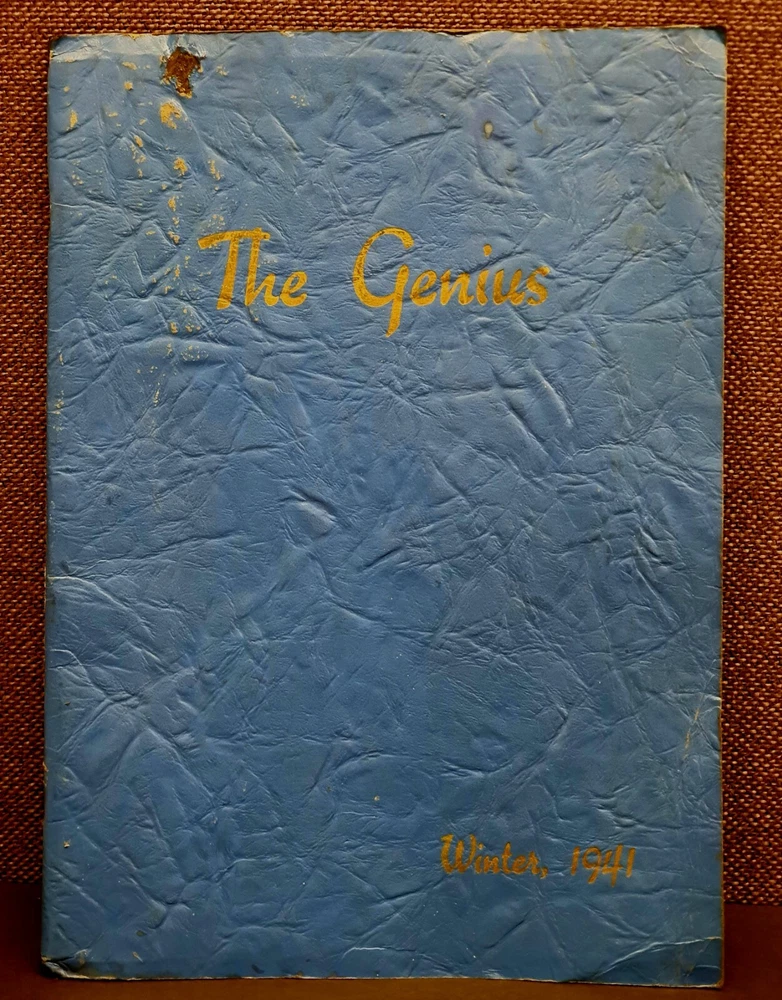 The Genius
Winter, 1941